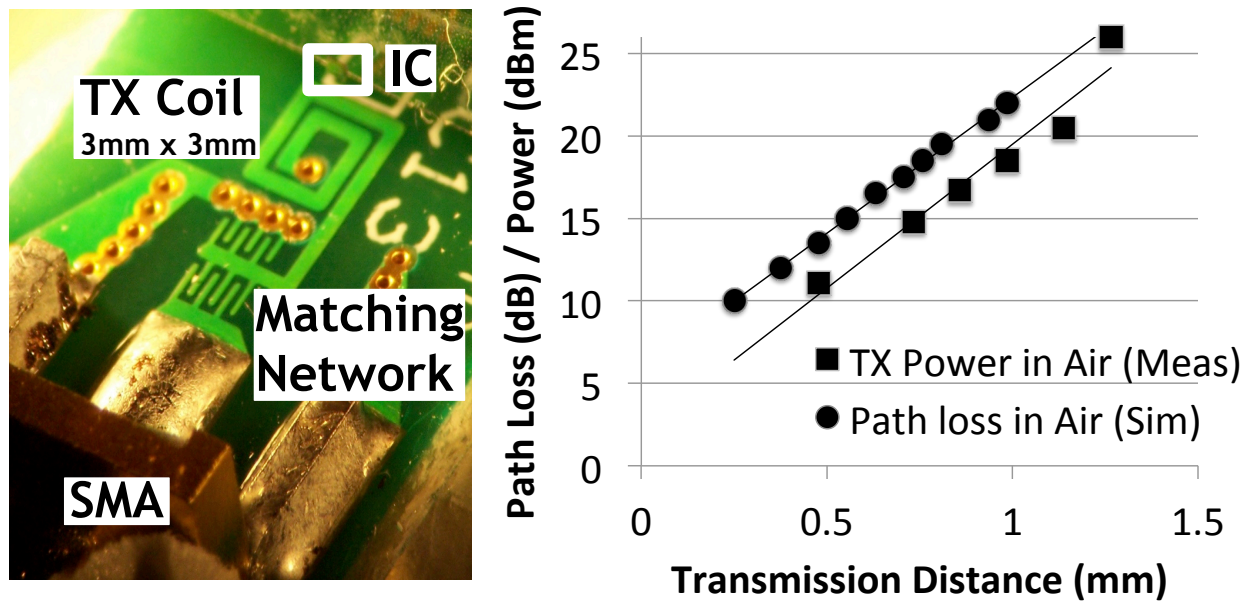 IC
TX Coil
3mm x 3mm
Matching
Network
SMA
Path Loss (dB) / Power (dBm)
25
20
15
10
5
0
TX Power in Air (Meas)
Path loss in Air (Sim)
0 0.5 1 1.5
Transmission Distance (mm)